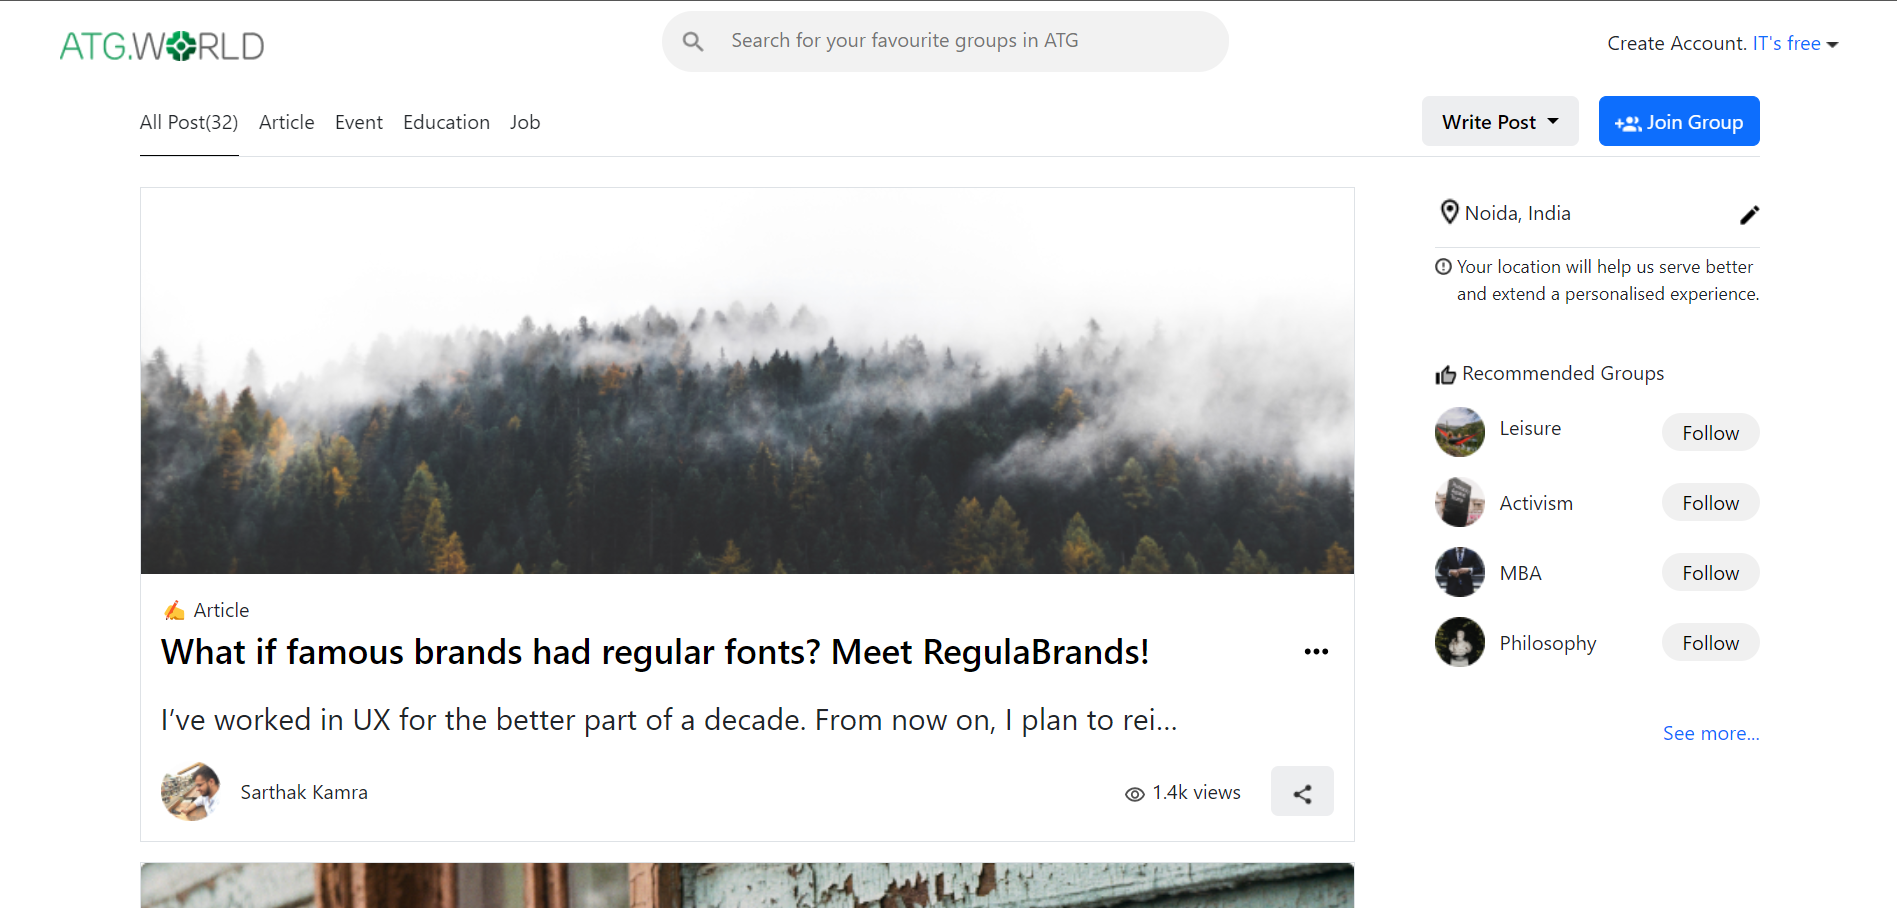 ATG.WORLD
Search for your favourite groups in ATG
Create Account. IT's free
All Post(32) Article Event Education Job
Write Post
Join Group
Noida, India
Your location will help us serve better
and extend a personalised experience.
Recommended Groups
Leisure Follow
Activism Follow
MBA Follow
Philosophy Follow
See more...
✍️ Article
What if famous brands had regular fonts? Meet RegulaBrands!
I’ve worked in UX for the better part of a decade. From now on, I plan to rei…
Sarthak Kamra
1.4k views